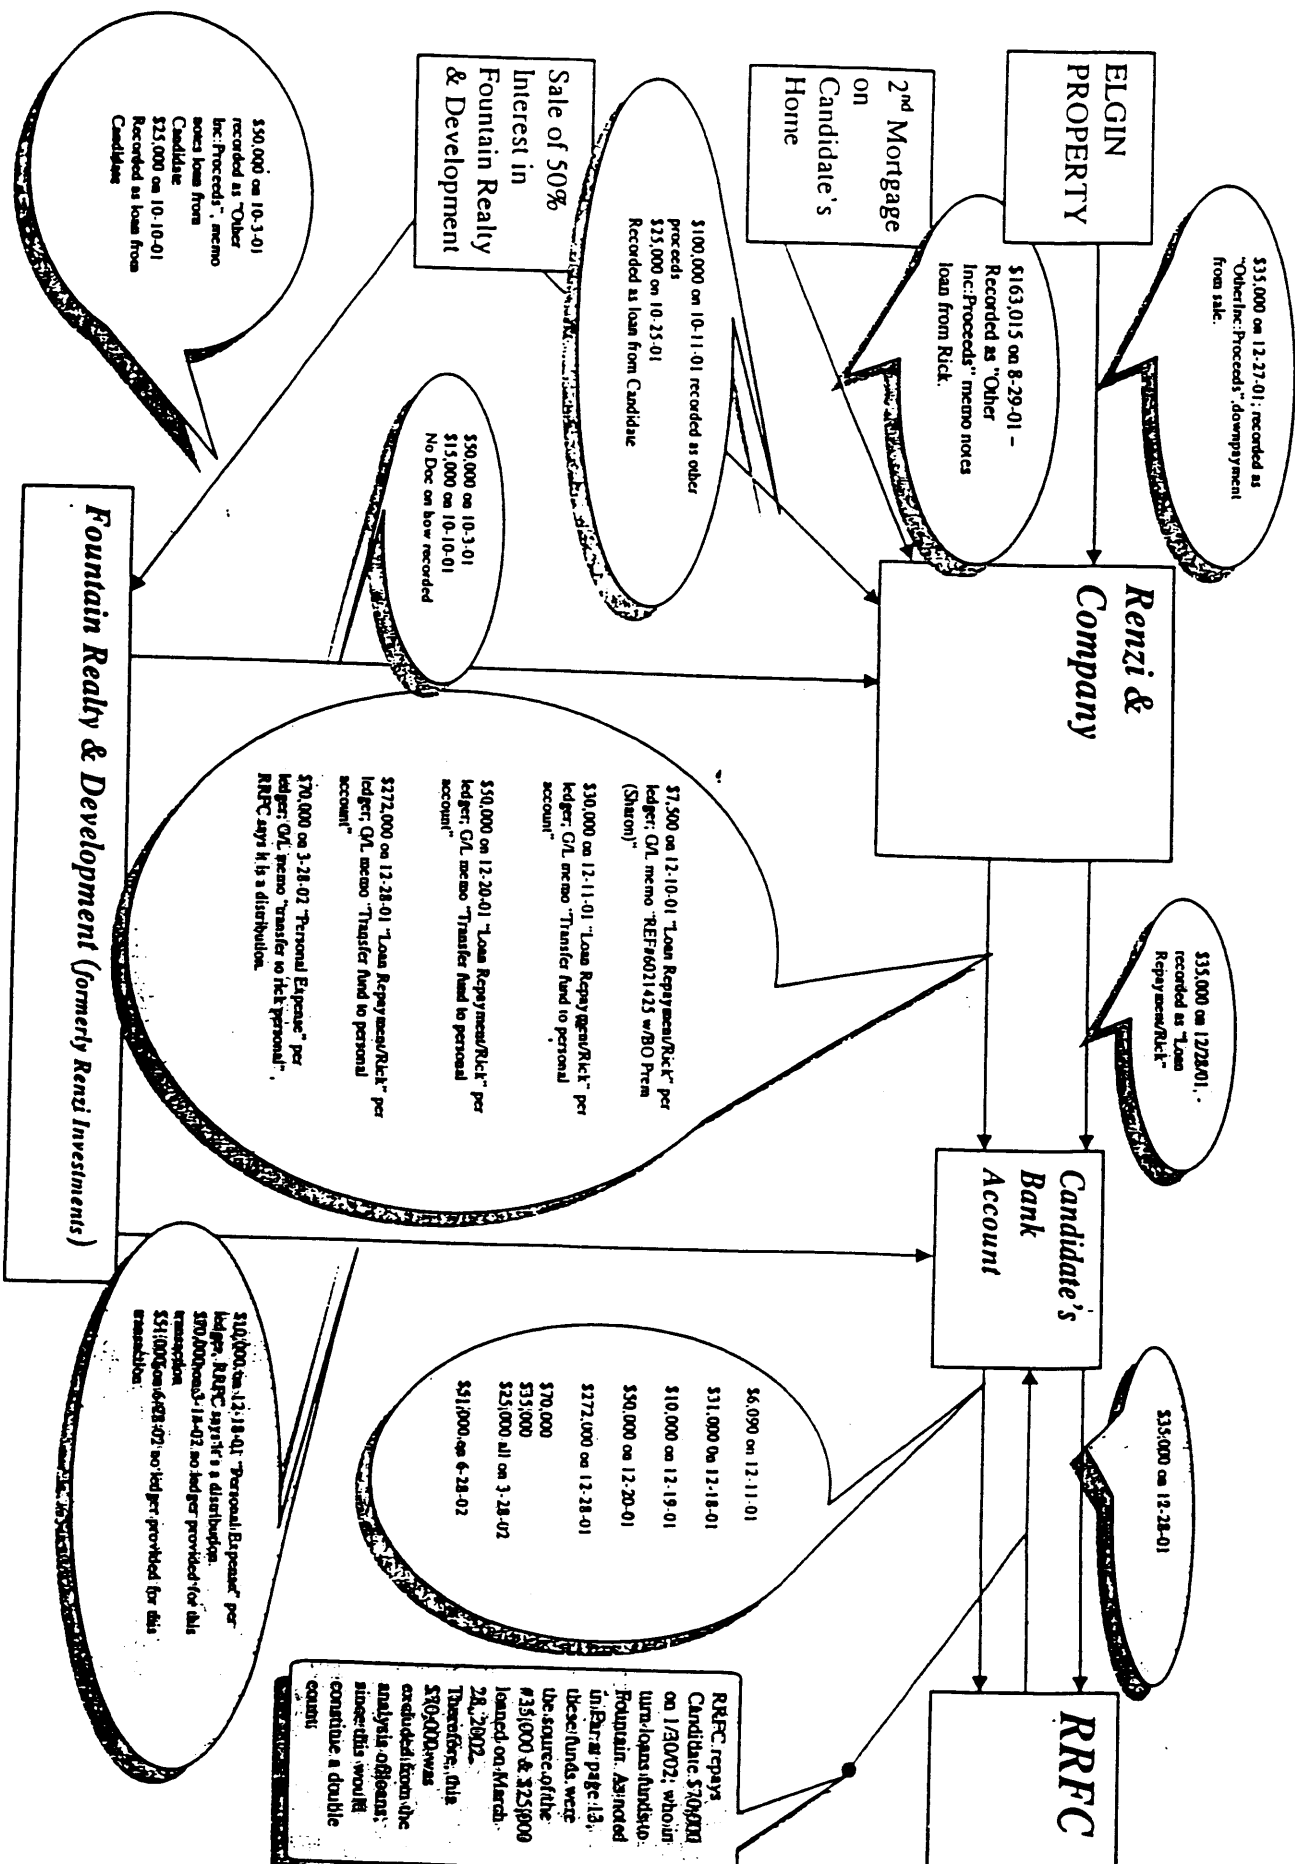 ELGIN
PROPERTY
$35,000 on 12-27-01; recorded as
"OtherInc:Proceeds",downpayment
from sale.
2nd Mortgage
on
Candidate's
Home
$163,015 on 8-29-01 –
Recorded as "Other
Inc:Proceeds" memo notes
loan from Rick.
Sale of 50%
Interest in
Fountain Realty
& Development
$100,000 on 10-11-01 recorded as other
proceeds
$25,000 on 10-25-01
Recorded as loan from Candidate
$50,000 on 10-3-01
recorded as "Other
Inc:Proceeds", memo
notes loan from
Candidate
$25,000 on 10-10-01
Recorded as loan from
Candidate
$50,000 on 10-3-01
$15,000 on 10-10-01
No Doc on how recorded
Renzi &
Company
$7,500 on 12-10-01 "Loan Repayment/Rick" per
ledger; G/L memo "REF#6021425 w/BO Prem
(Sharon)"
$30,000 on 12-11-01 "Loan Repayment/Rick" per
ledger; G/L memo "Transfer fund to personal
account"
$50,000 on 12-20-01 "Loan Repayment/Rick" per
ledger; G/L memo "Transfer fund to personal
account"
$272,000 on 12-28-01 "Loan Repayment/Rick" per
ledger; G/L memo "Transfer fund to personal
account"
$70,000 on 3-28-02 "Personal Expense" per
ledger; G/L memo "transfer to rick personal",
RRFC says it is a distribution.
Fountain Realty & Development (formerly Renzi Investments)
$35,000 on 12/28/01, -
recorded as "Loan
Repayment/Rick"
Candidate's
Bank
Account
$10,000 on 12-18-01 "Personal Expense" per
ledger, RRFC says it's a distribution.
$70,000 on 3-18-02 no ledger provided for this
transaction
$51,000 on 6-28-02 no ledger provided for this
transaction
$35,000 on 12-28-01
$6,090 on 12-11-01
$31,000 0n 12-18-01
$10,000 on 12-19-01
$50,000 on 12-20-01
$272,000 on 12-28-01
$70,000
$35,000
$25,000 all on 3-28-02
$51,000 on 6-28-02
RRFC
RRFC repays
Candidate $70,000
on 1/30/02; who in
turn loans funds to
Fountain. As noted
in Far at page 13,
these funds were
the source of the
#35,000 & $25,000
loaned on March
28, 2002.
Therefore, this
$70,000 was
excluded from the
analysis of loans,
since this would
constitute a double
count